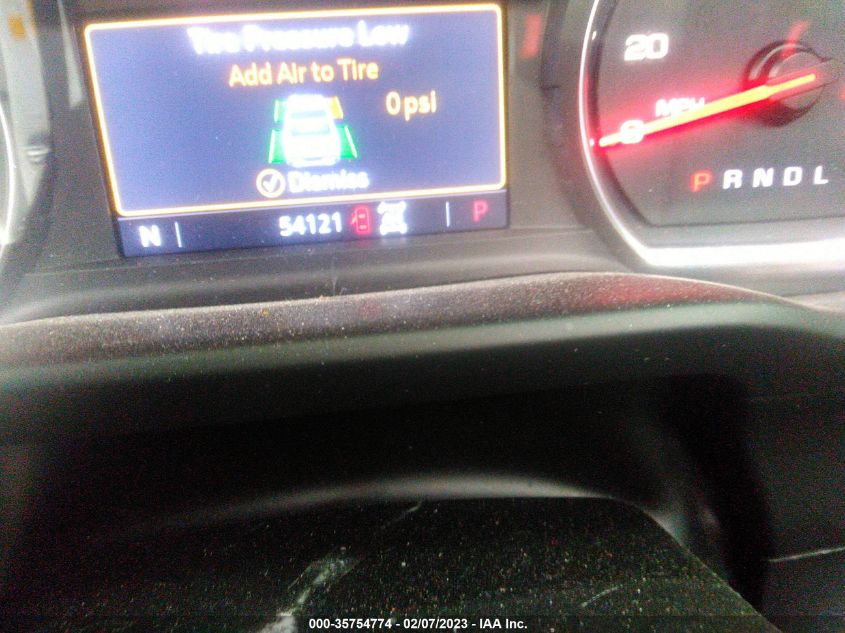 Tire Pressure Low
Add Air to Tire
0 psi
Dismiss
N 54121 P
20
MPH
0
P R N D L
000-35754774 - 02/07/2023 - IAA Inc.